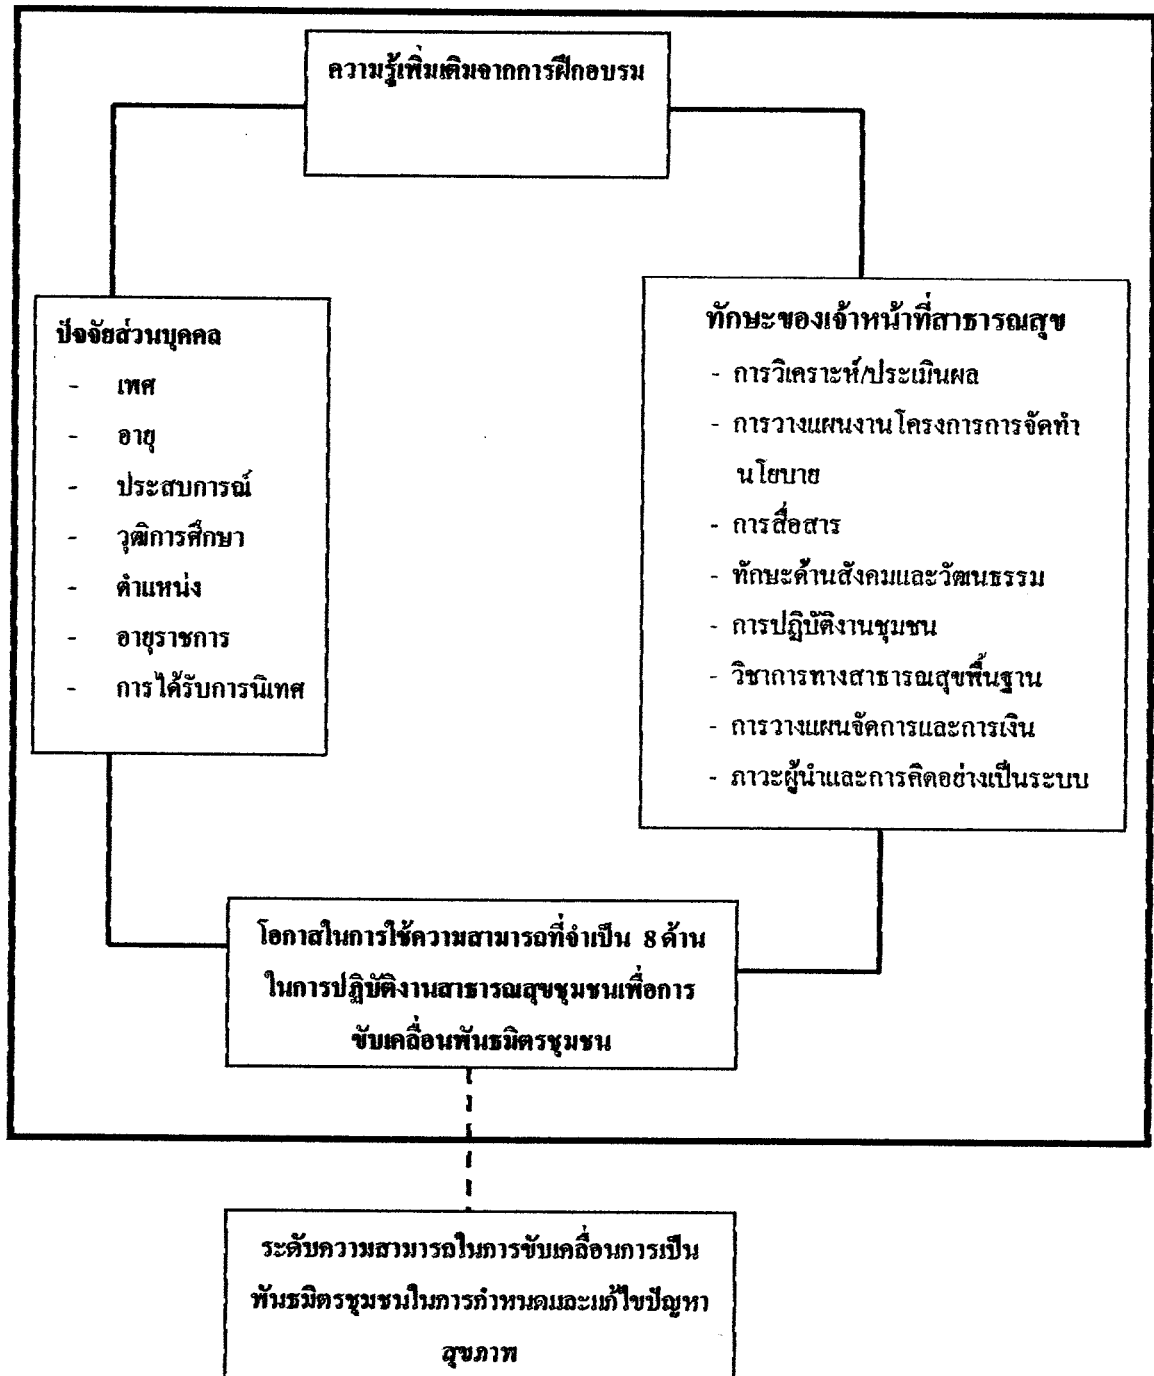 ความรู้เพิ่มเติมจากการฝึกอบรม
ปัจจัยส่วนบุคคล
- เพศ
- อายุ
- ประสบการณ์
- วุฒิการศึกษา
- ตำแหน่ง
- อายุราชการ
- การได้รับการนิเทศ
ทักษะของเจ้าหน้าที่สาธารณสุข
- การวิเคราะห์/ประเมินผล
- การวางแผนงานโครงการการจัดทำ
นโยบาย
- การสื่อสาร
- ทักษะด้านสังคมและวัฒนธรรม
- การปฏิบัติงานชุมชน
- วิชาการทางสาธารณสุขพื้นฐาน
- การวางแผนจัดการและการเงิน
- ภาวะผู้นำและการคิดอย่างเป็นระบบ
โอกาสในการใช้ความสามารถที่จำเป็น 8 ด้าน
ในการปฏิบัติงานสาธารณสุขชุมชนเพื่อการ
ขับเคลื่อนพันธมิตรชุมชน
ระดับความสามารถในการขับเคลื่อนการเป็น
พันธมิตรชุมชนในการกำหนดและแก้ไขปัญหา
สุขภาพ